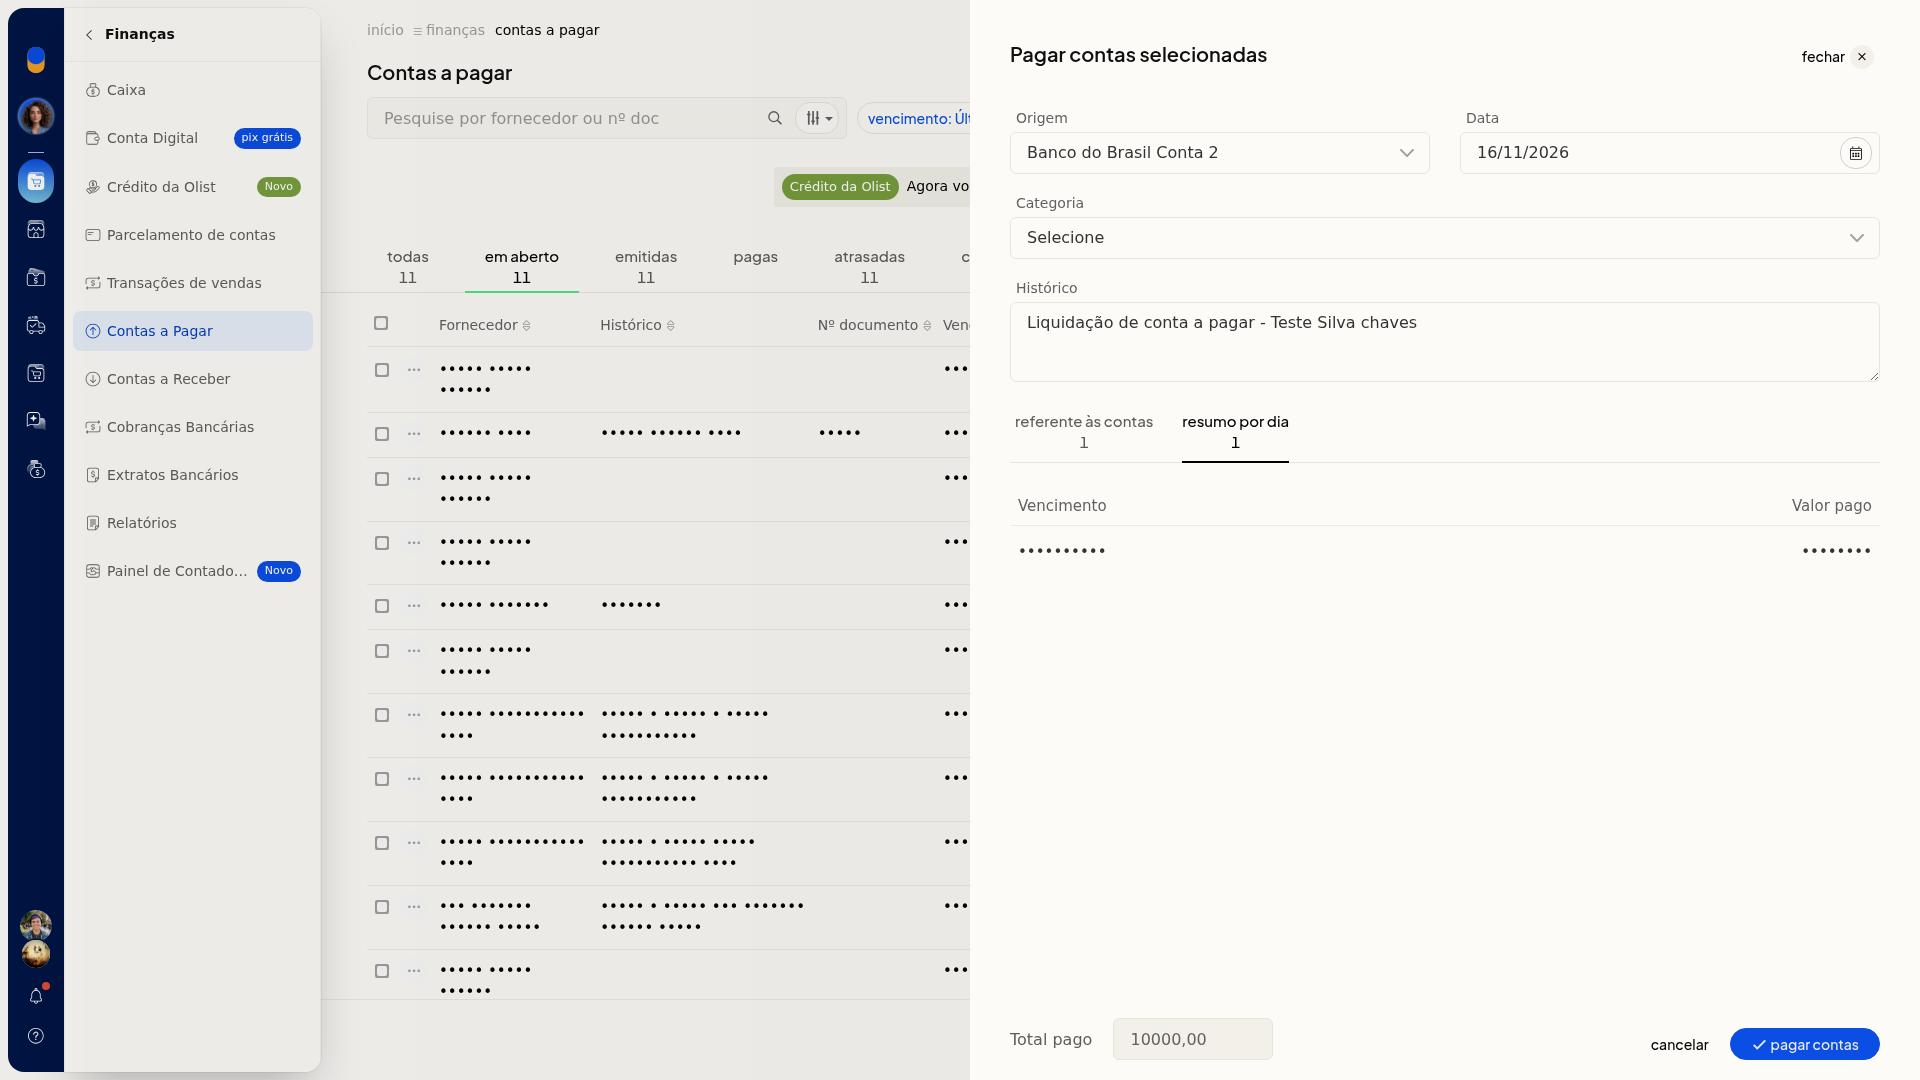 Finanças
Caixa
Conta Digital
pix grátis
Crédito da Olist
Novo
Parcelamento de contas
Transações de vendas
Contas a Pagar
Contas a Receber
Cobranças Bancárias
Extratos Bancários
Relatórios
Painel de Contado...
Novo
início
finanças
contas a pagar
Contas a pagar
Pesquise por fornecedor ou nº doc
vencimento: Últ
Crédito da Olist
Agora vo
todas
11
em aberto
11
emitidas
11
pagas
atrasadas
11
c
Fornecedor
Histórico
Nº documento
Ven
Pagar contas selecionadas
fechar
Origem
Data
Banco do Brasil Conta 2
16/11/2026
Categoria
Selecione
Histórico
Liquidação de conta a pagar - Teste Silva chaves
referente às contas
1
resumo por dia
1
Vencimento
Valor pago
Total pago
10000,00
cancelar
pagar contas